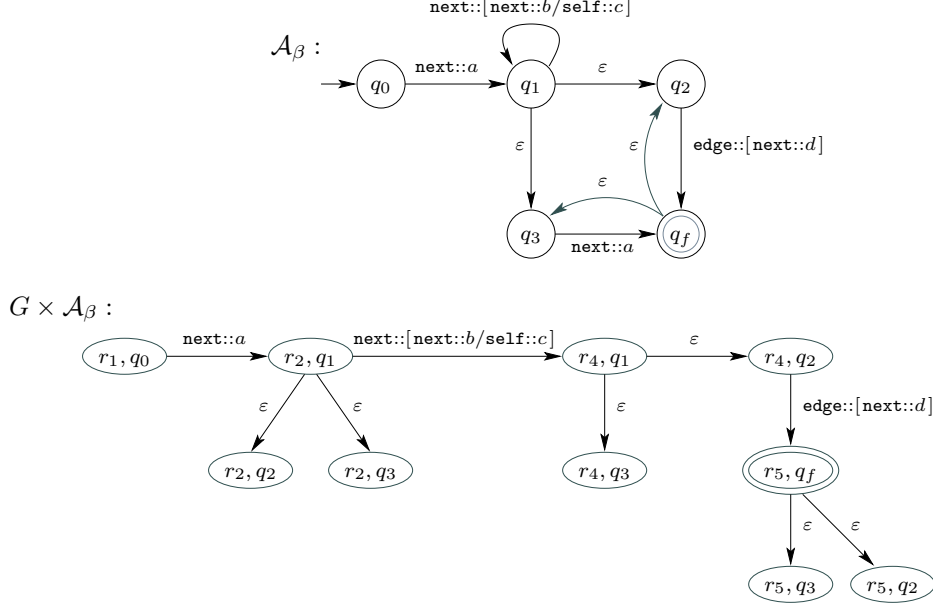 next::[next::b/self::c]
𝒜_β :
q_0 next::a q_1 ε q_2
ε ε edge::[next::d]
ε
q_3 next::a q_f
G × 𝒜_β :
r_1, q_0 next::a r_2, q_1 next::[next::b/self::c] r_4, q_1 ε r_4, q_2
ε ε ε edge::[next::d]
r_2, q_2 r_2, q_3 r_4, q_3 r_5, q_f
ε ε
r_5, q_3 r_5, q_2